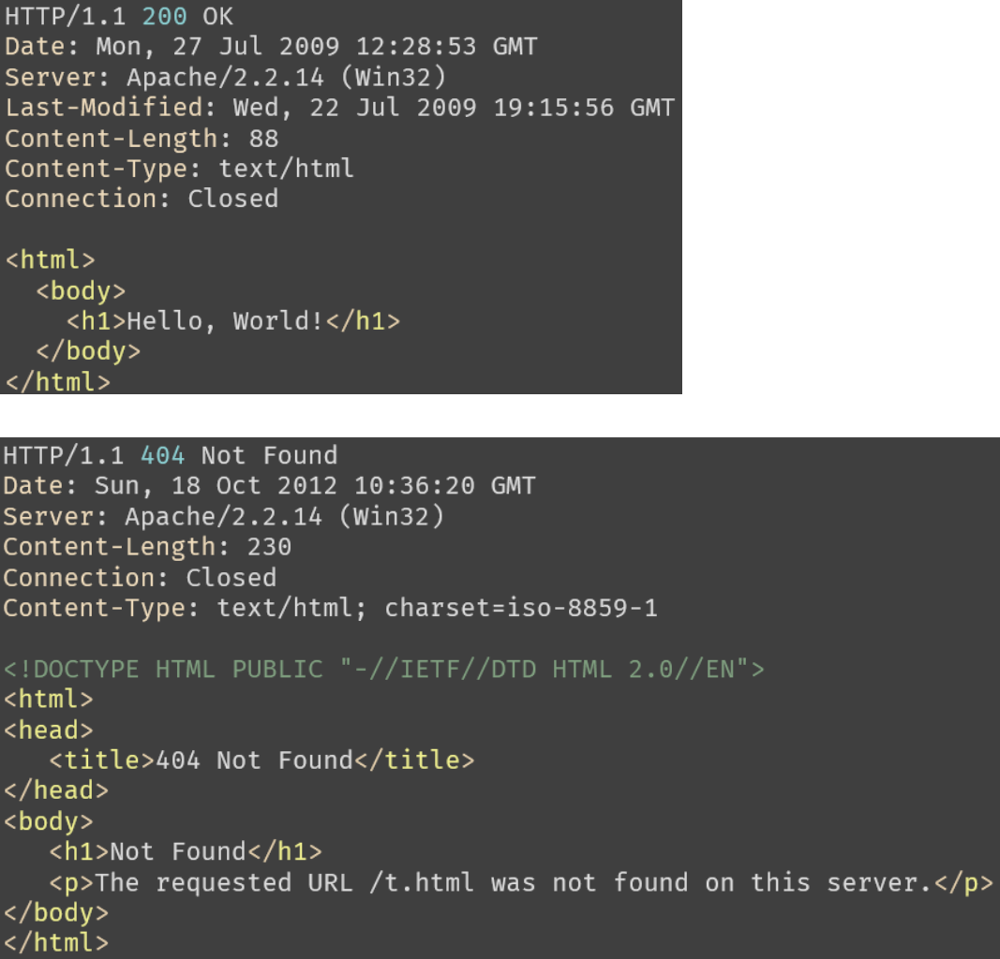 HTTP/1.1 200 OK
Date: Mon, 27 Jul 2009 12:28:53 GMT
Server: Apache/2.2.14 (Win32)
Last-Modified: Wed, 22 Jul 2009 19:15:56 GMT
Content-Length: 88
Content-Type: text/html
Connection: Closed

<html>
  <body>
    <h1>Hello, World!</h1>
  </body>
</html>

HTTP/1.1 404 Not Found
Date: Sun, 18 Oct 2012 10:36:20 GMT
Server: Apache/2.2.14 (Win32)
Content-Length: 230
Connection: Closed
Content-Type: text/html; charset=iso-8859-1

<!DOCTYPE HTML PUBLIC "-//IETF//DTD HTML 2.0//EN">
<html>
<head>
   <title>404 Not Found</title>
</head>
<body>
   <h1>Not Found</h1>
   <p>The requested URL /t.html was not found on this server.</p>
</body>
</html>